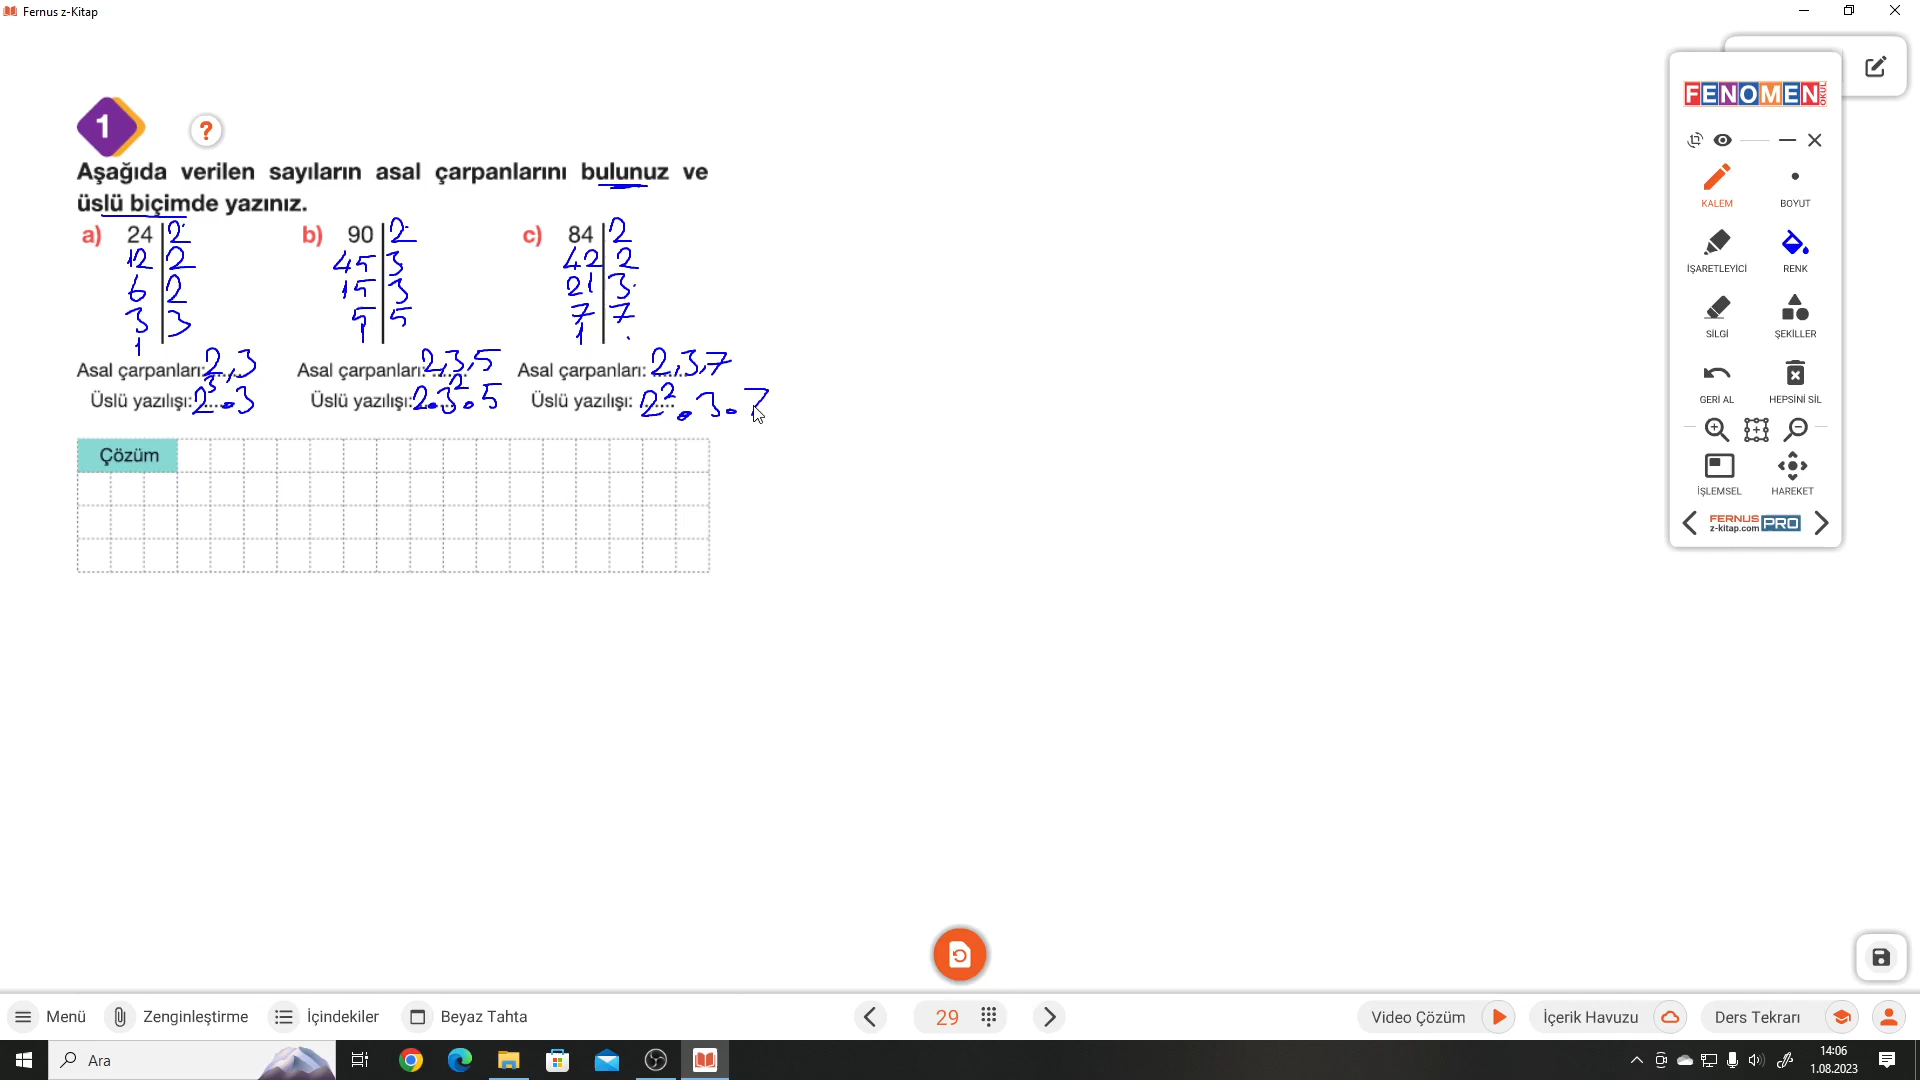 Fernus z-Kitap
1
?
Aşağıda verilen sayıların asal çarpanlarını bulunuz ve
üslü biçimde yazınız.
a) 24 2
12 2
6 2
3 3
1
Asal çarpanları: 2,3
Üslü yazılışı: 2³.3
b) 90 2
45 3
15 3
5 5
1
Asal çarpanları: 2,3,5
Üslü yazılışı: 2.3².5
c) 84 2
42 2
21 3
7 7
1
Asal çarpanları: 2,3,7
Üslü yazılışı: 2².3.7
Çözüm
FENOMEN OKUL
KALEM BOYUT
İŞARETLEYİCİ RENK
SİLGİ ŞEKİLLER
GERİ AL HEPSİNİ SİL
İŞLEMSEL HAREKET
FERNUS
z-kitap.com PRO
Menü Zenginleştirme İçindekiler Beyaz Tahta 29 Video Çözüm İçerik Havuzu Ders Tekrarı
Ara
14:06
1.08.2023